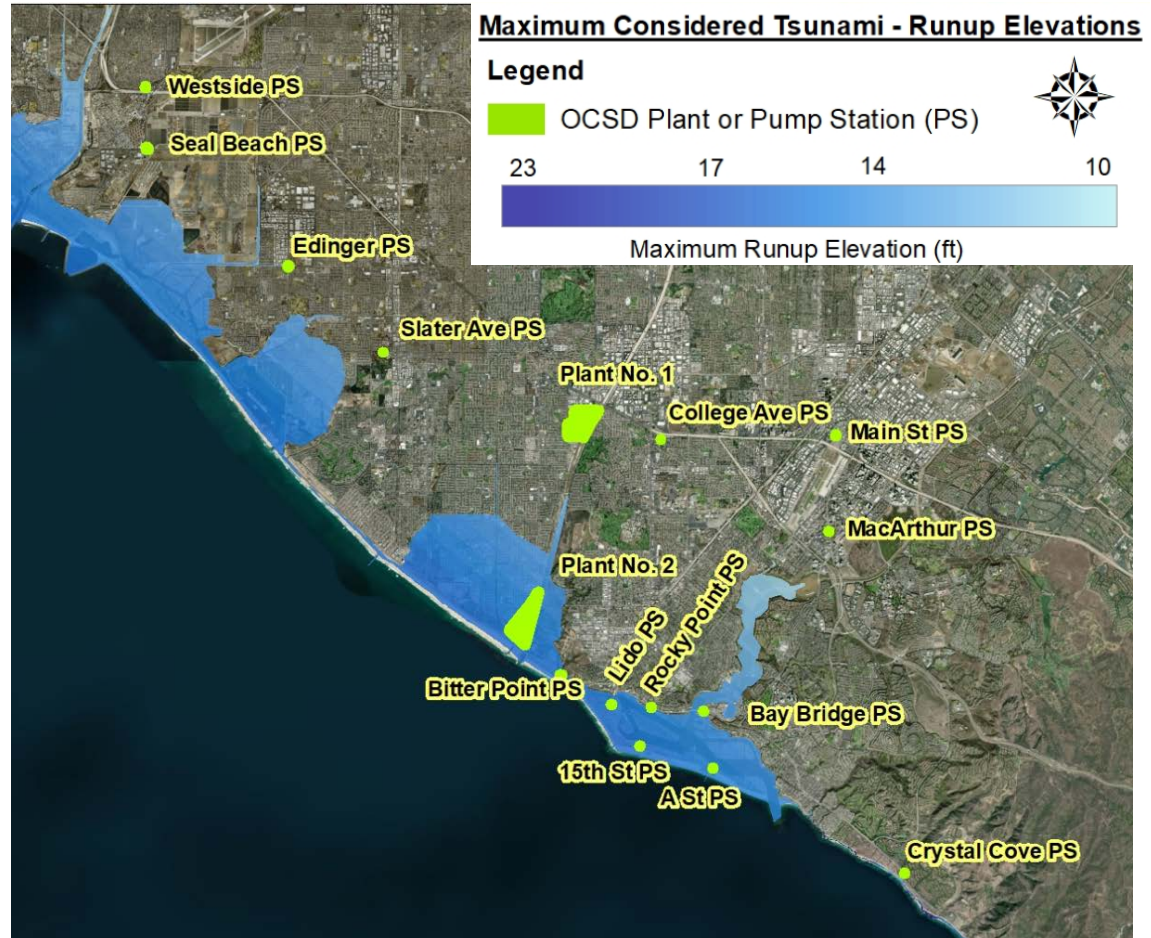 Maximum Considered Tsunami - Runup Elevations
Legend
OCSD Plant or Pump Station (PS)
23 17 14 10
Maximum Runup Elevation (ft)
Westside PS
Seal Beach PS
Edinger PS
Slater Ave PS
Plant No. 1
College Ave PS
Main St PS
MacArthur PS
Plant No. 2
Lido PS
Rocky Point PS
Bitter Point PS
Bay Bridge PS
15th St PS
A St PS
Crystal Cove PS